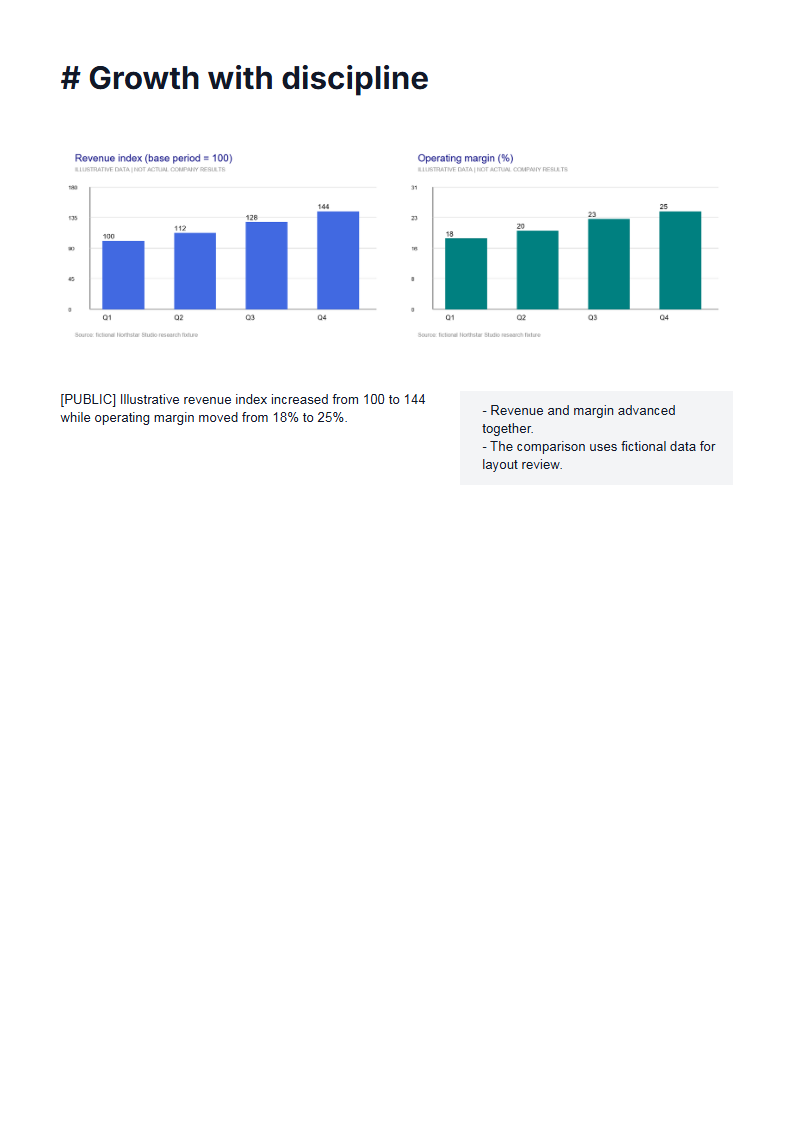 # Growth with discipline
Revenue index (base period = 100)
ILLUSTRATIVE DATA | NOT ACTUAL COMPANY RESULTS
180
135
90
45
0
100
112
128
144
Q1
Q2
Q3
Q4
Source: fictional Northstar Studio research fixture
Operating margin (%)
ILLUSTRATIVE DATA | NOT ACTUAL COMPANY RESULTS
31
23
16
8
0
18
20
23
25
Q1
Q2
Q3
Q4
Source: fictional Northstar Studio research fixture
[PUBLIC] Illustrative revenue index increased from 100 to 144
while operating margin moved from 18% to 25%.
- Revenue and margin advanced
together.
- The comparison uses fictional data for
layout review.